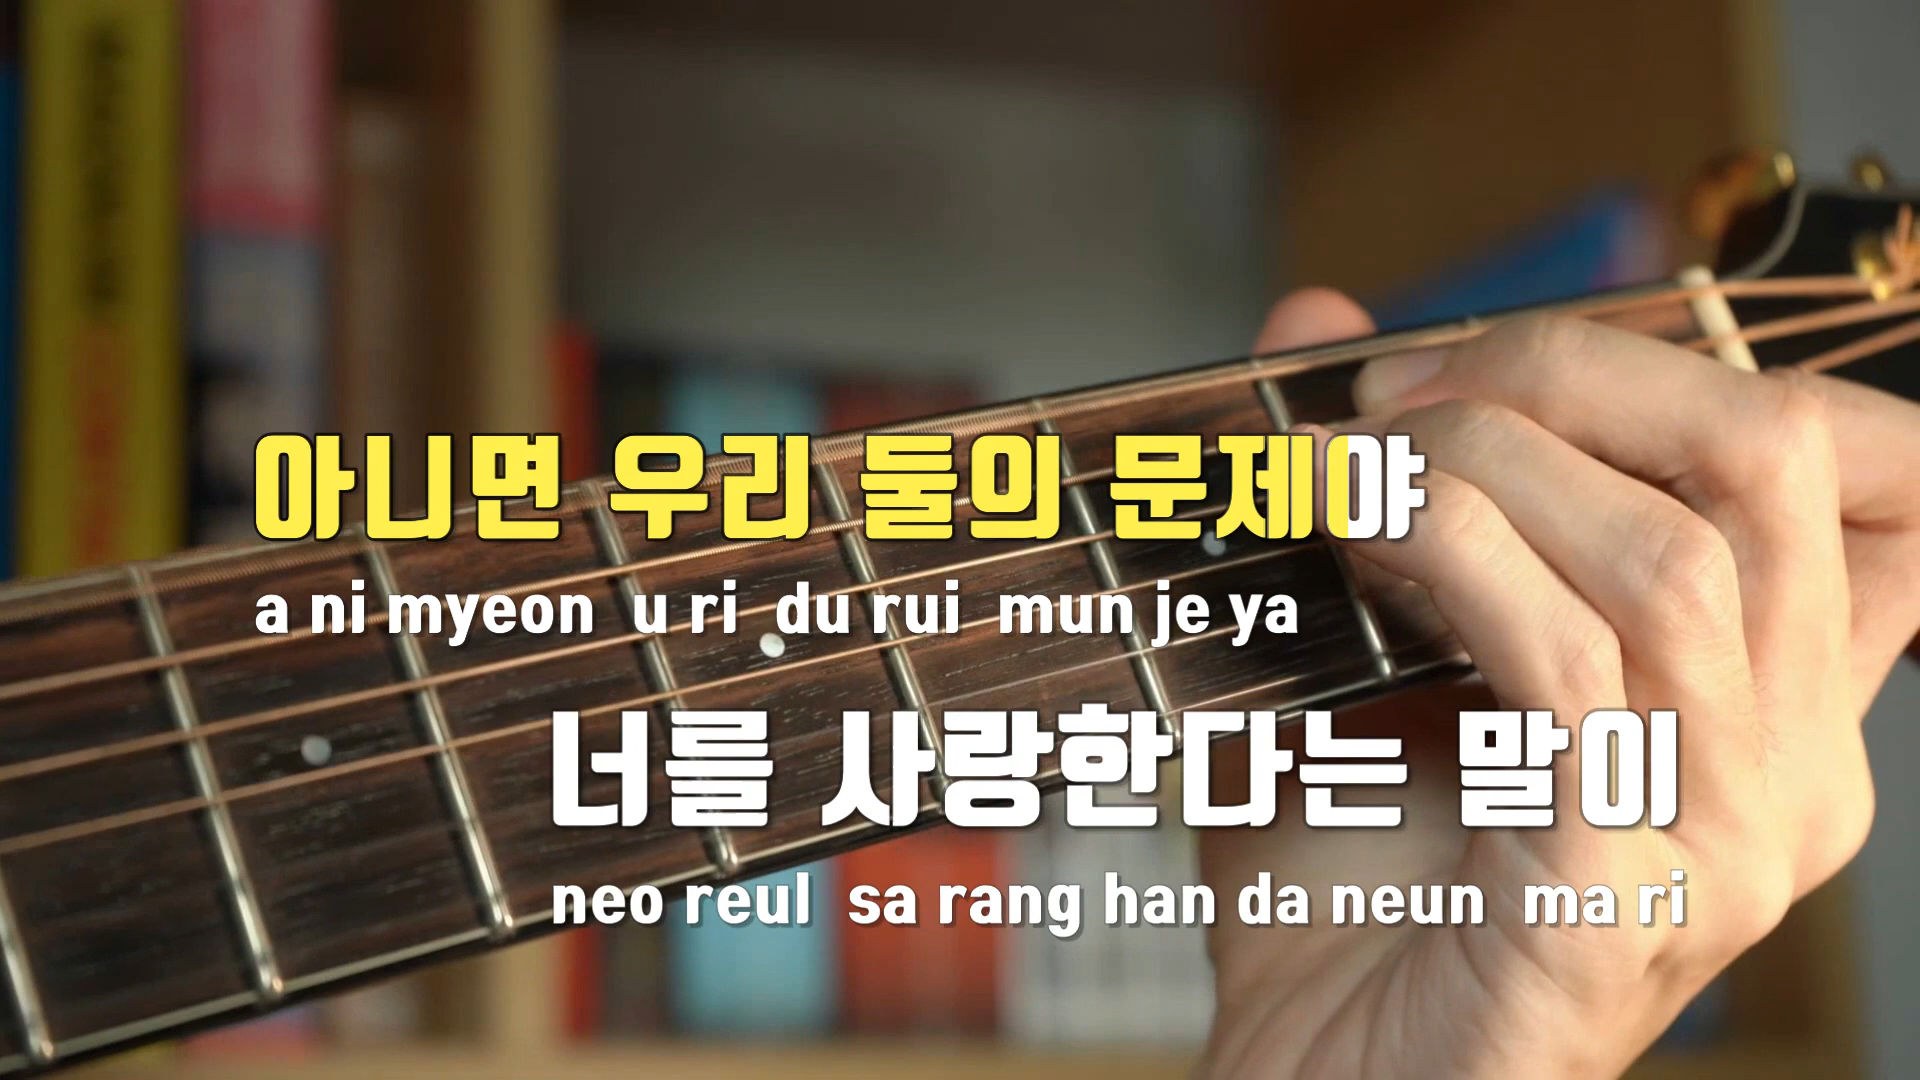 아니면 우리 둘의 문제야
a ni myeon u ri du rui mun je ya
너를 사랑한다는 말이
neo reul sa rang han da neun ma ri